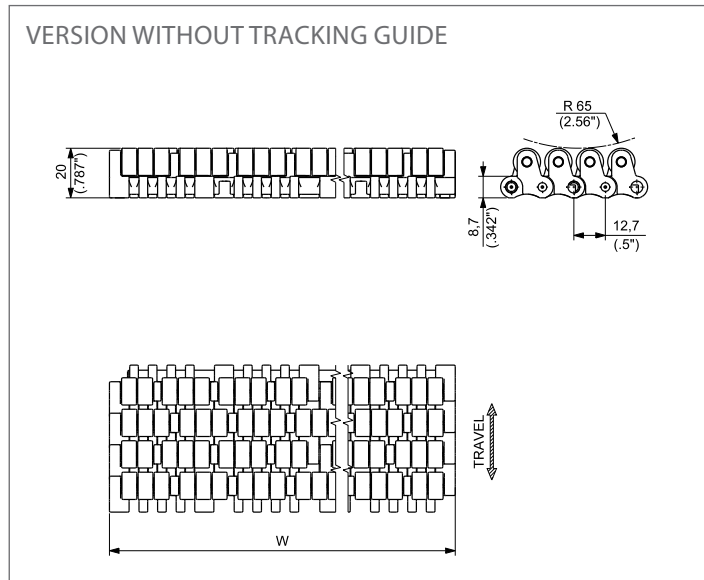 VERSION WITHOUT TRACKING GUIDE
20
(.787")
R 65
(2.56")
8,7
(.342")
12,7
(.5")
TRAVEL
W